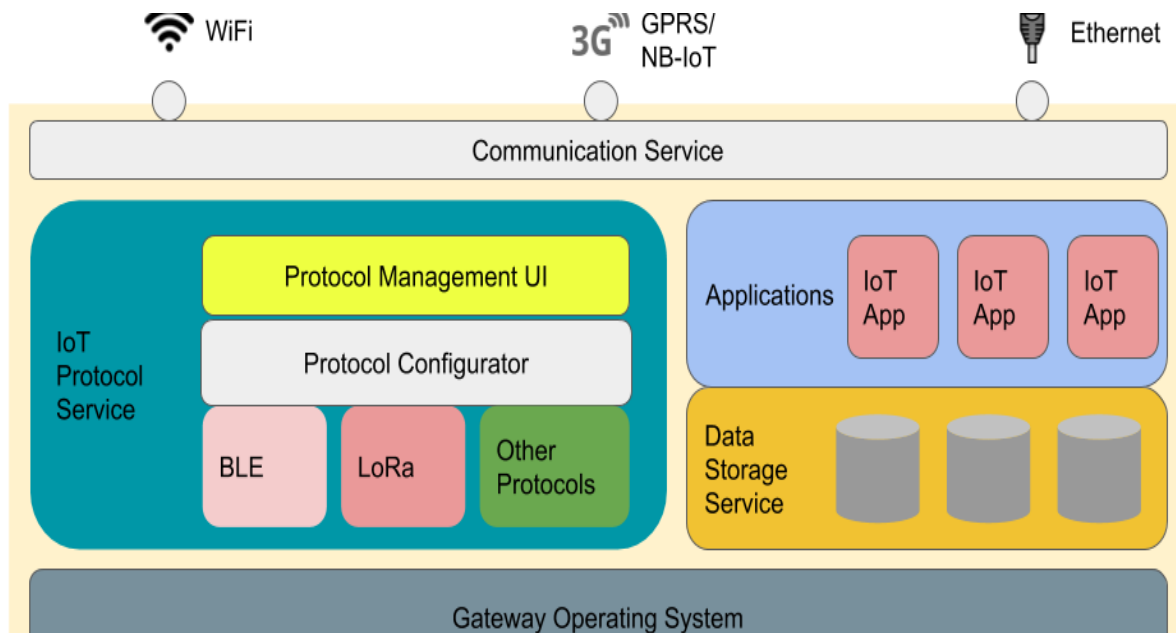 WiFi
3G
GPRS/
NB-IoT
Ethernet
Communication Service
Protocol Management UI
Protocol Configurator
IoT
Protocol
Service
BLE
LoRa
Other
Protocols
Applications
IoT
App
IoT
App
IoT
App
Data
Storage
Service
Gateway Operating System